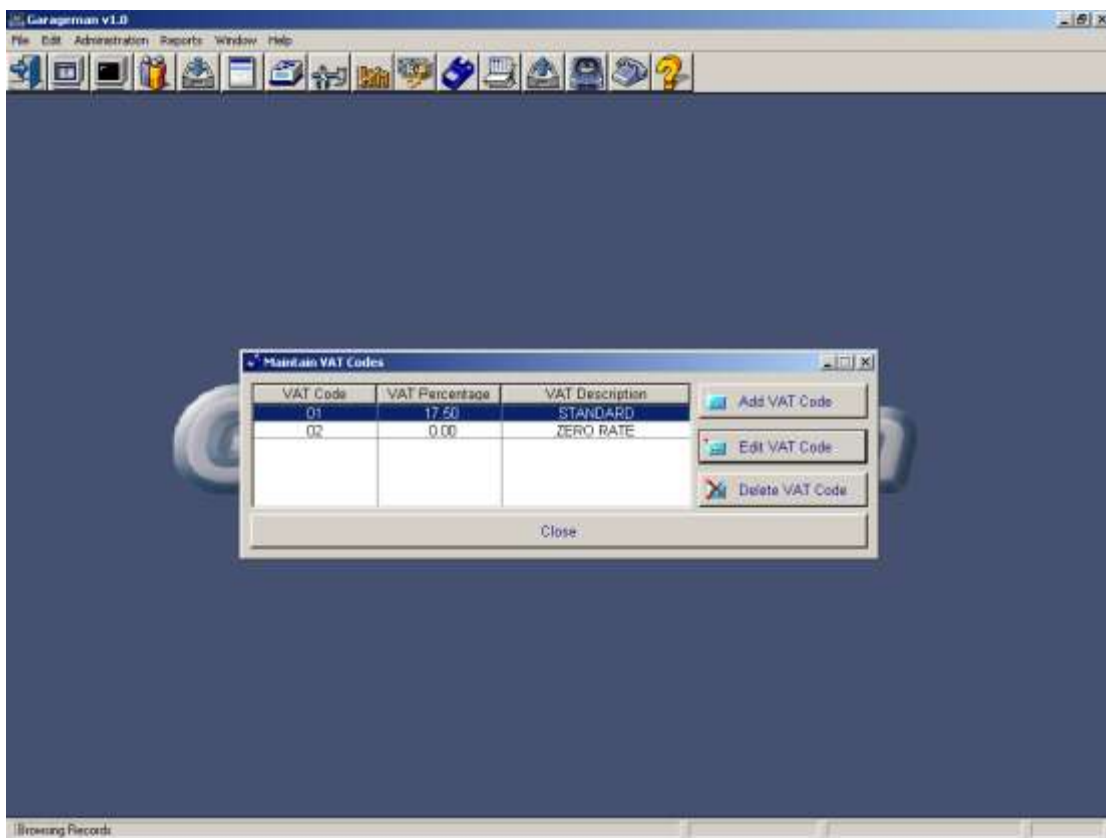 Garageman v1.0
File Edit Administration Reports Window Help
Maintain VAT Codes
VAT Code VAT Percentage VAT Description
01 17.50 STANDARD
02 0.00 ZERO RATE
Add VAT Code
Edit VAT Code
Delete VAT Code
Close
Browsing Records